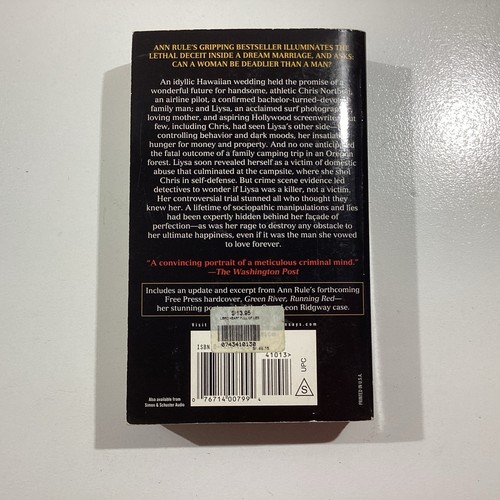 ANN RULE'S GRIPPING BESTSELLER ILLUMINATES THE
LETHAL DECEIT INSIDE A DREAM MARRIAGE, AND ASKS:
CAN A WOMAN BE DEADLIER THAN A MAN?
An idyllic Hawaiian wedding held the promise of a
wonderful future for handsome, athletic Chris Northon,
an airline pilot, a confirmed bachelor-turned-devoted
family man; and Liysa, an acclaimed surf photographer,
loving mother, and aspiring Hollywood screenwriter. But
few, including Chris, had seen Liysa's other side—her
controlling behavior and dark moods, her insatiable
hunger for money and property. And no one anticipated
the fatal outcome of a family camping trip in an Oregon
forest. Liysa soon revealed herself as a victim of domestic
abuse that culminated at the campsite, where she shot
Chris in self-defense. But crime scene evidence led
detectives to wonder if Liysa was a killer, not a victim.
Her controversial trial stunned all who thought they
knew her. A lifetime of sociopathic manipulations and lies
had been expertly hidden behind her façade of
perfection—as was her rage to destroy any obstacle to
her ultimate happiness, even if it was the man she vowed
to love forever.
"A convincing portrait of a meticulous criminal mind."
—The Washington Post
Includes an update and excerpt from Ann Rule's forthcoming
Free Press hardcover, Green River, Running Red—
her stunning Leon Ridgway case.
Visit
13.95
0743410130
ISBN
41013>
UPC
S
0 76714 00799 4
Also available from
Simon & Schuster Audio
PRINTED IN U.S.A.